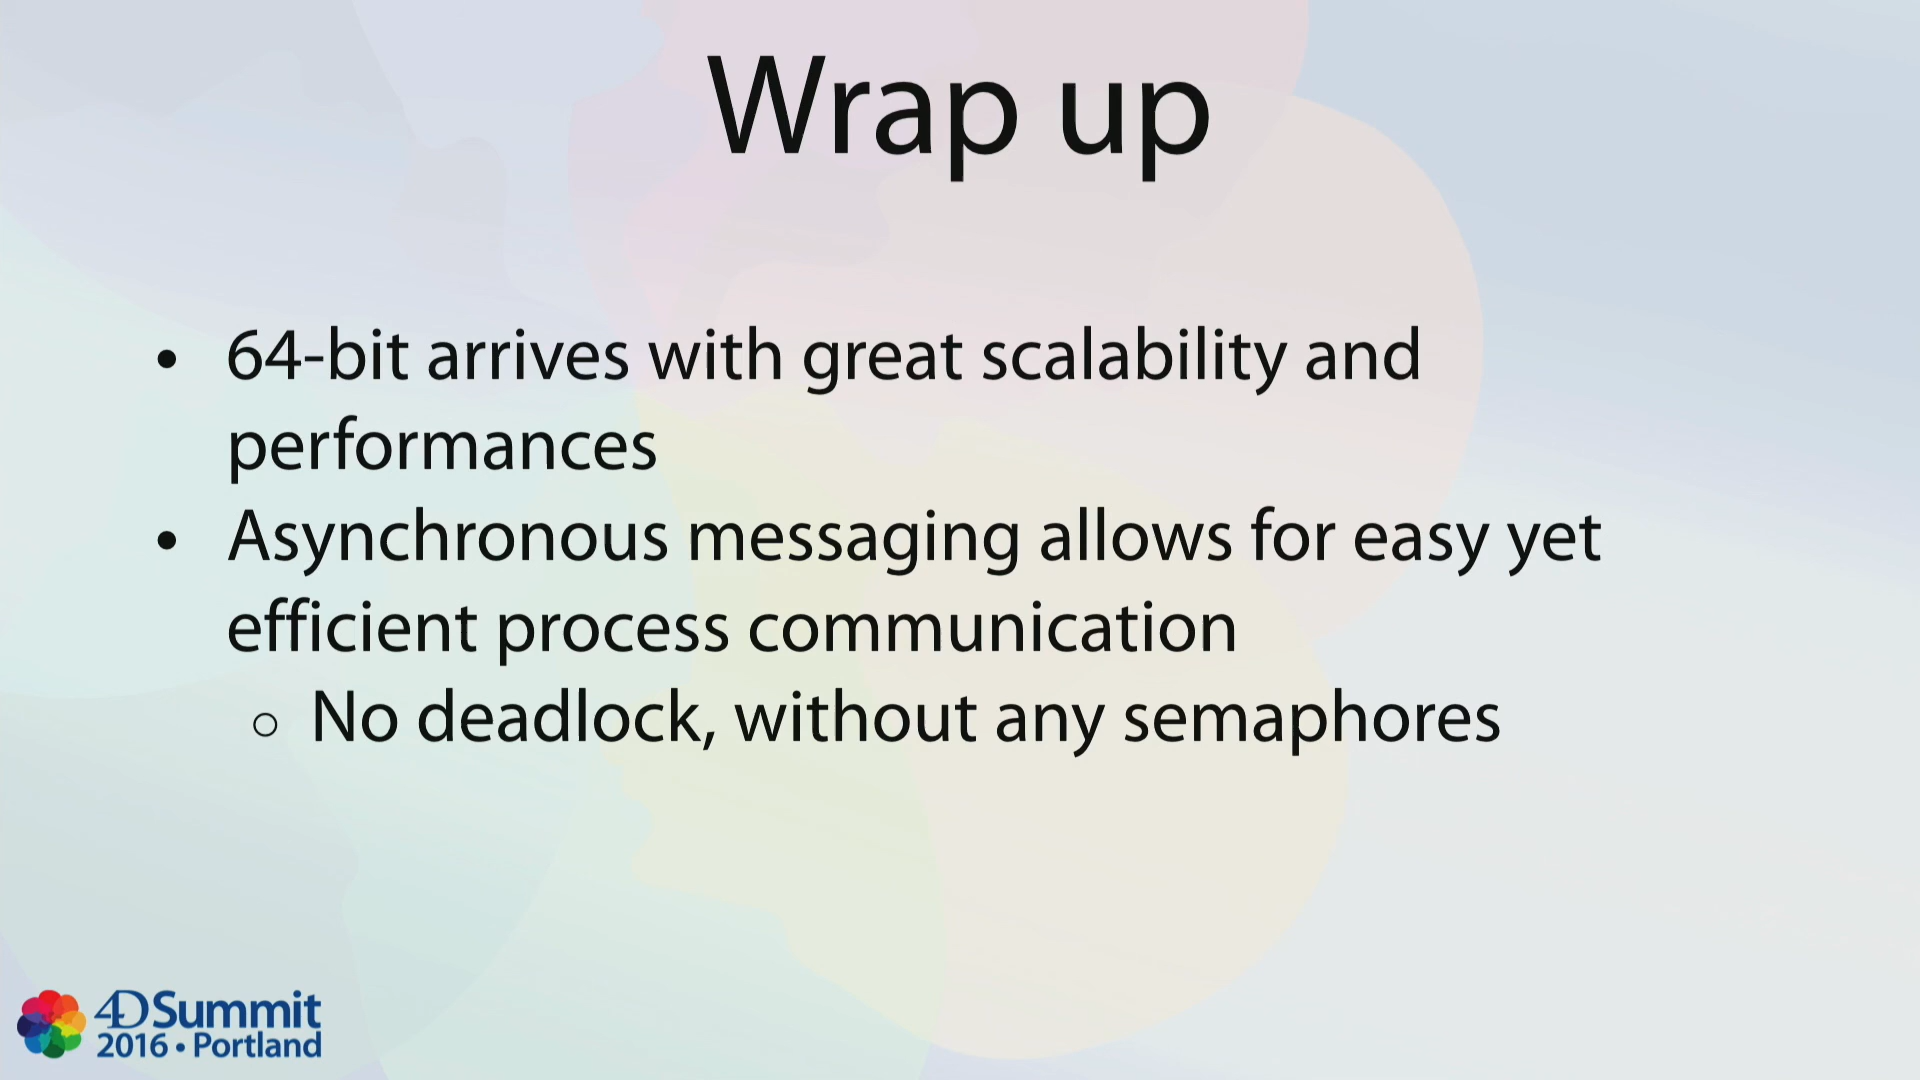 Wrap up
• 64-bit arrives with great scalability and
performances
• Asynchronous messaging allows for easy yet
efficient process communication
○ No deadlock, without any semaphores
4D Summit
2016 • Portland